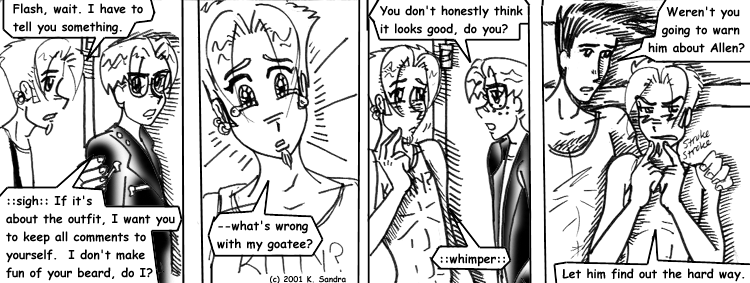 Flash, wait. I have to
tell you something.
::sigh:: If it's
about the outfit, I want you
to keep all comments to
yourself. I don't make
fun of your beard, do I?
--what's wrong
with my goatee?
(c) 2001 K. Sandra
You don't honestly think
it looks good, do you?
::whimper::
Weren't you
going to warn
him about Allen?
Stroke
Stroke
Let him find out the hard way.